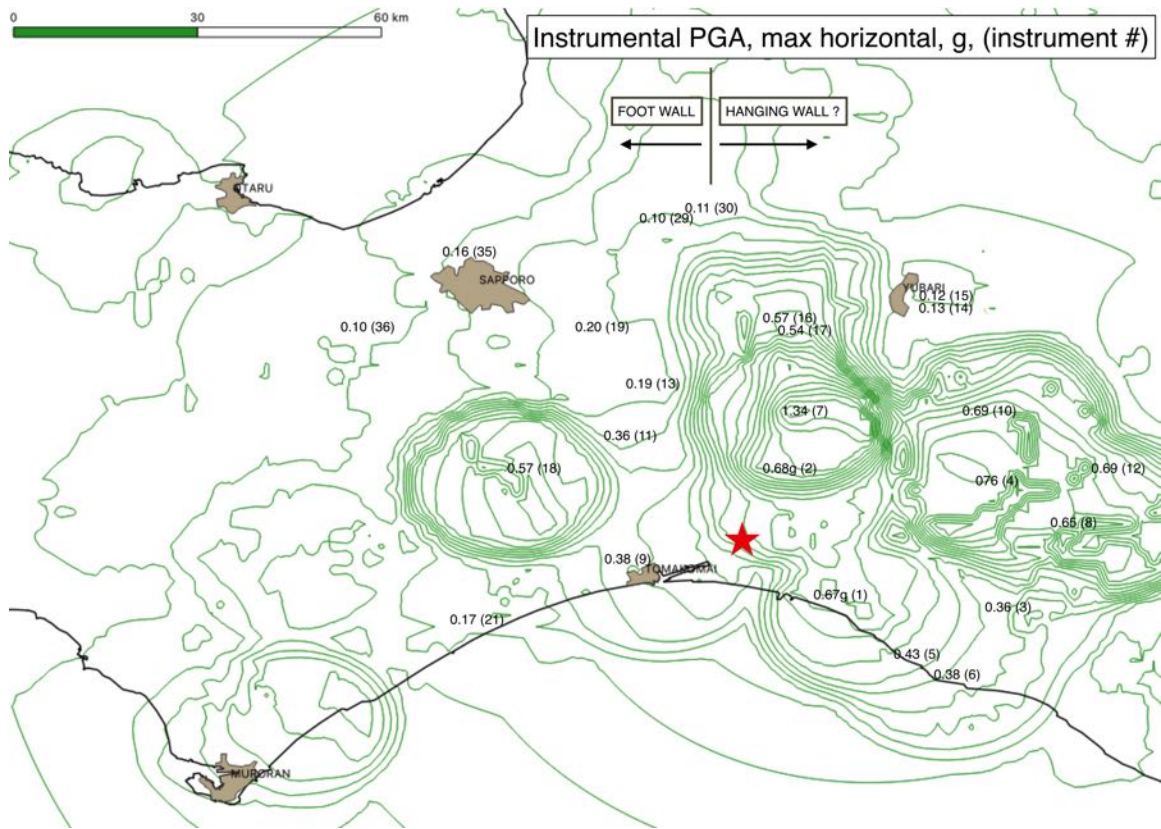 0 30 60 km
Instrumental PGA, max horizontal, g, (instrument #)
FOOT WALL
HANGING WALL ?
OTARU
0.11 (30)
0.10 (29)
0.16 (35)
SAPPORO
YUBARI
0.12 (15)
0.13 (14)
0.57 (16)
0.54 (17)
0.10 (36)
0.20 (19)
0.19 (13)
1.34 (7)
0.69 (10)
0.36 (11)
0.57 (18)
0.68g (2)
0.69 (12)
076 (4)
0.65 (8)
0.38 (9)
TOMAKOMAI
0.67g (1)
0.36 (3)
0.17 (21)
0.43 (5)
0.38 (6)
MURORAN